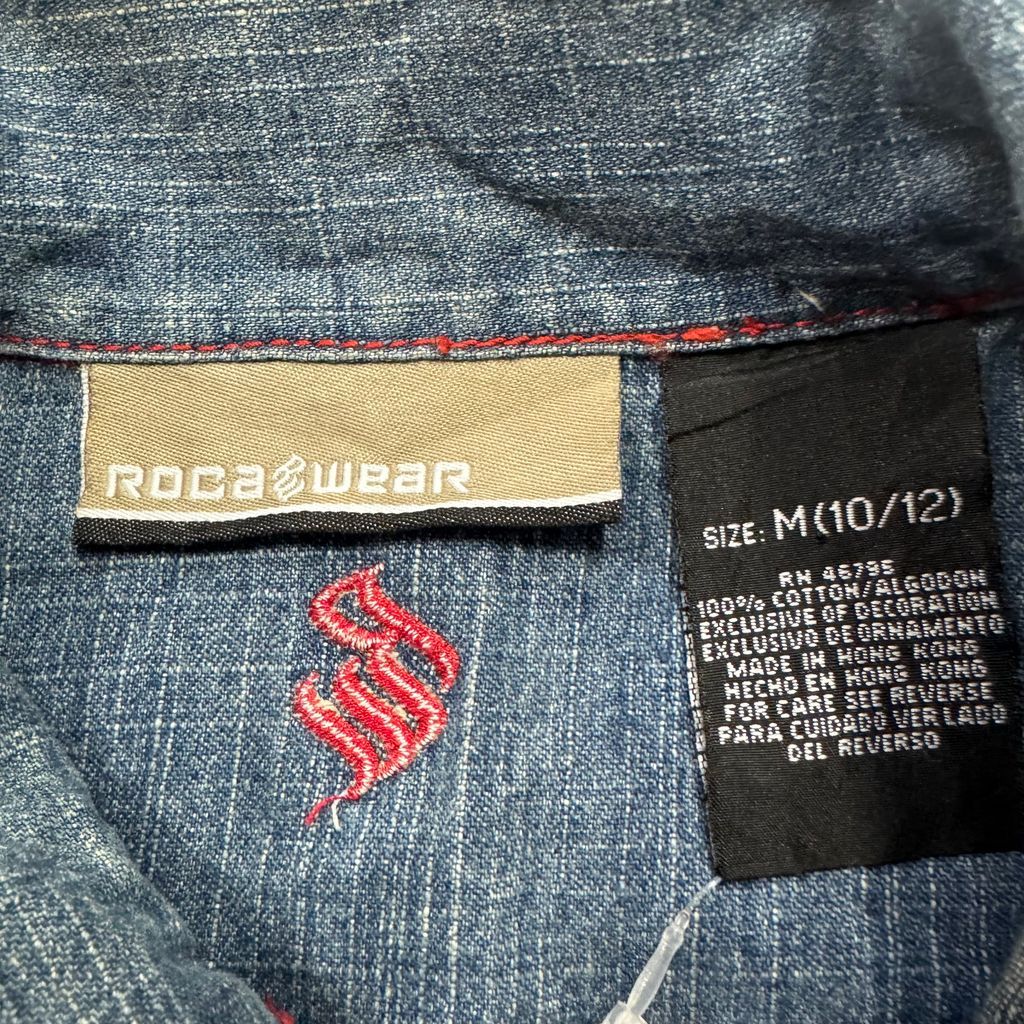 ROCAWEAR
SIZE: M(10/12)
RN 46795
100% COTTON/ALGODON
EXCLUSIVE OF DECORATION
EXCLUSIVO DE ORNAMENTO
MADE IN HONG KONG
HECHO EN HONG KONG
FOR CARE SEE REVERSE
PARA CUIDADO VER LADO
DEL REVERSO